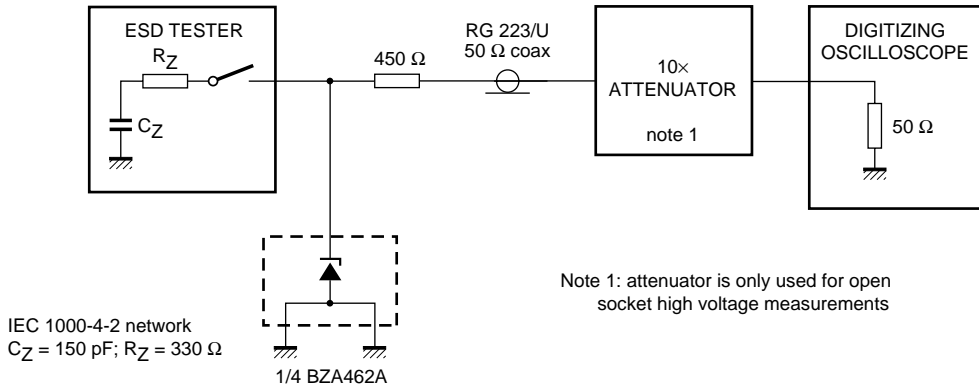 ESD TESTER
RZ
CZ
450 Ω
RG 223/U
50 Ω coax
10×
ATTENUATOR
note 1
DIGITIZING
OSCILLOSCOPE
50 Ω
Note 1: attenuator is only used for open
socket high voltage measurements
IEC 1000-4-2 network
CZ = 150 pF; RZ = 330 Ω
1/4 BZA462A